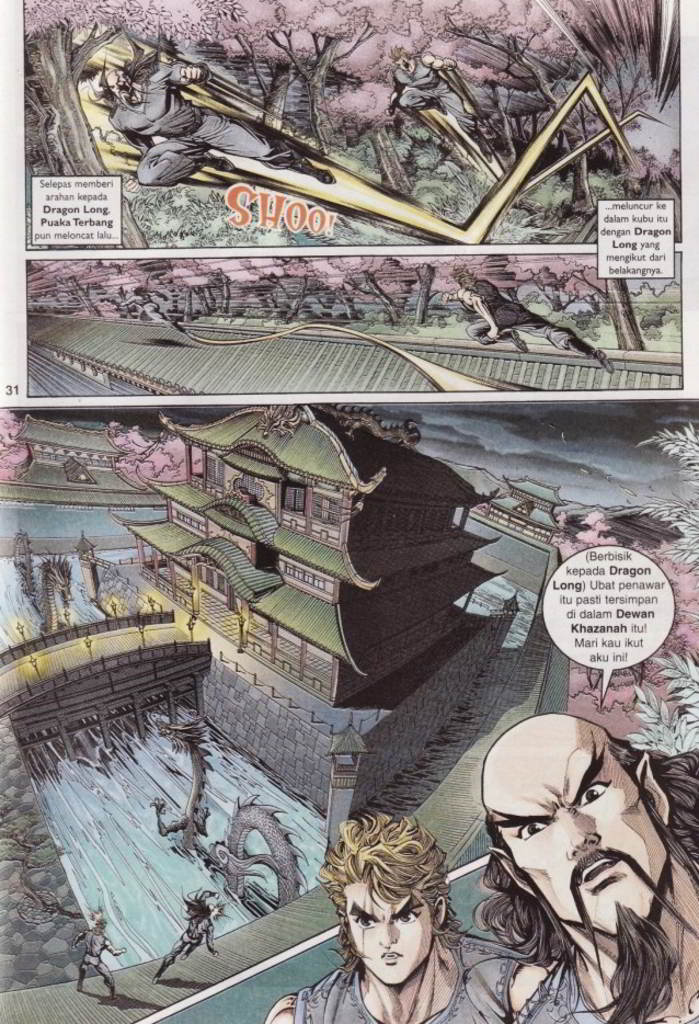 Selepas memberi
arahan kepada
Dragon Long,
Puaka Terbang
pun meloncat lalu...
SHOO!
...meluncur ke
dalam kubu itu
dengan Dragon
Long yang
mengikut dari
belakangnya.
31
(Berbisik
kepada Dragon
Long) Ubat penawar
itu pasti tersimpan
di dalam Dewan
Khazanah itu!
Mari kau ikut
aku ini!